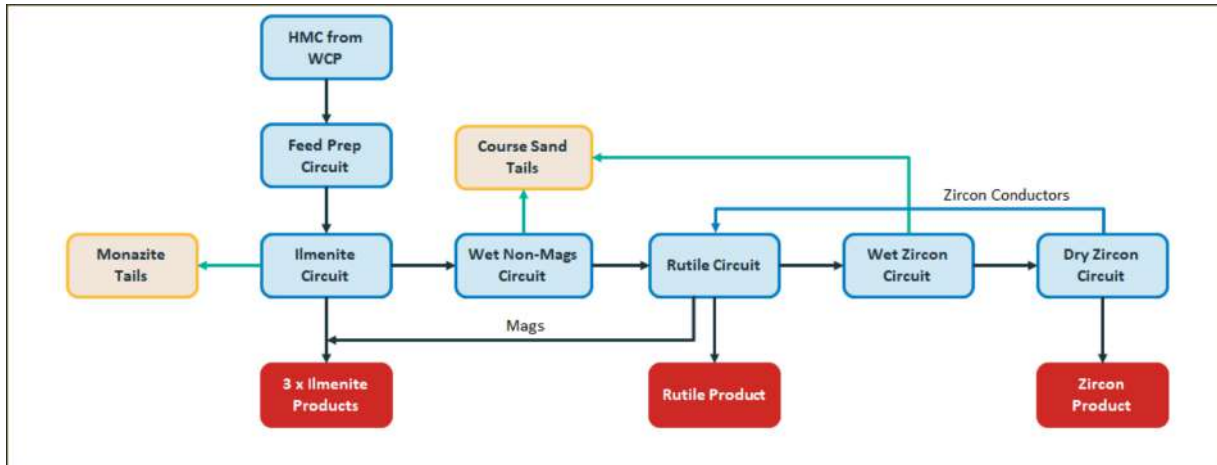 HMC from
WCP
Feed Prep
Circuit
Course Sand
Tails
Zircon Conductors
Monazite
Tails
Ilmenite
Circuit
Wet Non-Mags
Circuit
Rutile Circuit
Wet Zircon
Circuit
Dry Zircon
Circuit
Mags
3 x Ilmenite
Products
Rutile Product
Zircon
Product